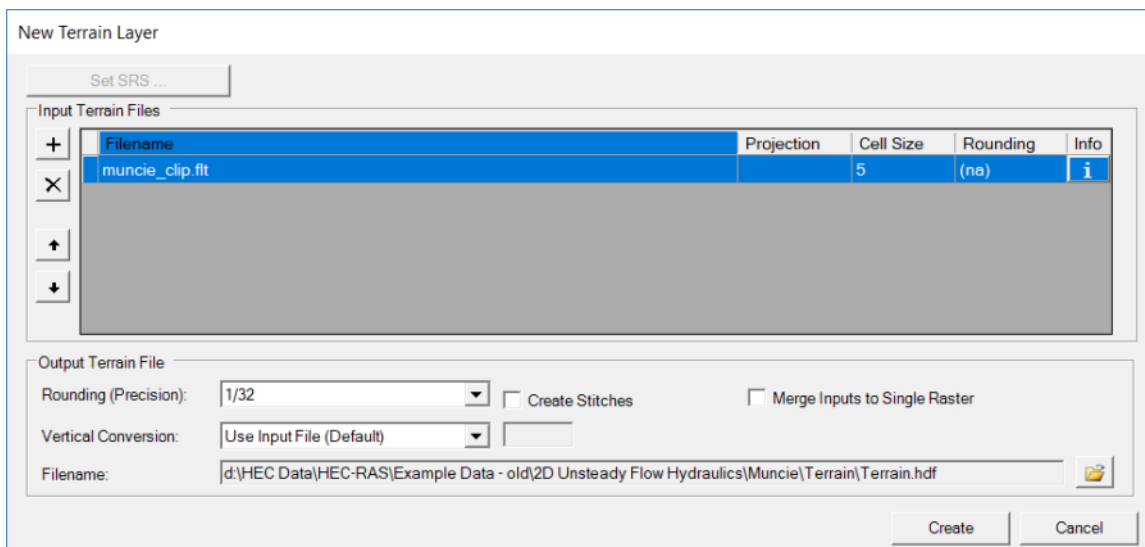 New Terrain Layer
Set SRS ...
Input Terrain Files
Filename Projection Cell Size Rounding Info
muncie_clip.flt 5 (na) i
Output Terrain File
Rounding (Precision): 1/32 Create Stitches Merge Inputs to Single Raster
Vertical Conversion: Use Input File (Default)
Filename: d:\HEC Data\HEC-RAS\Example Data - old\2D Unsteady Flow Hydraulics\Muncie\Terrain\Terrain.hdf
Create Cancel